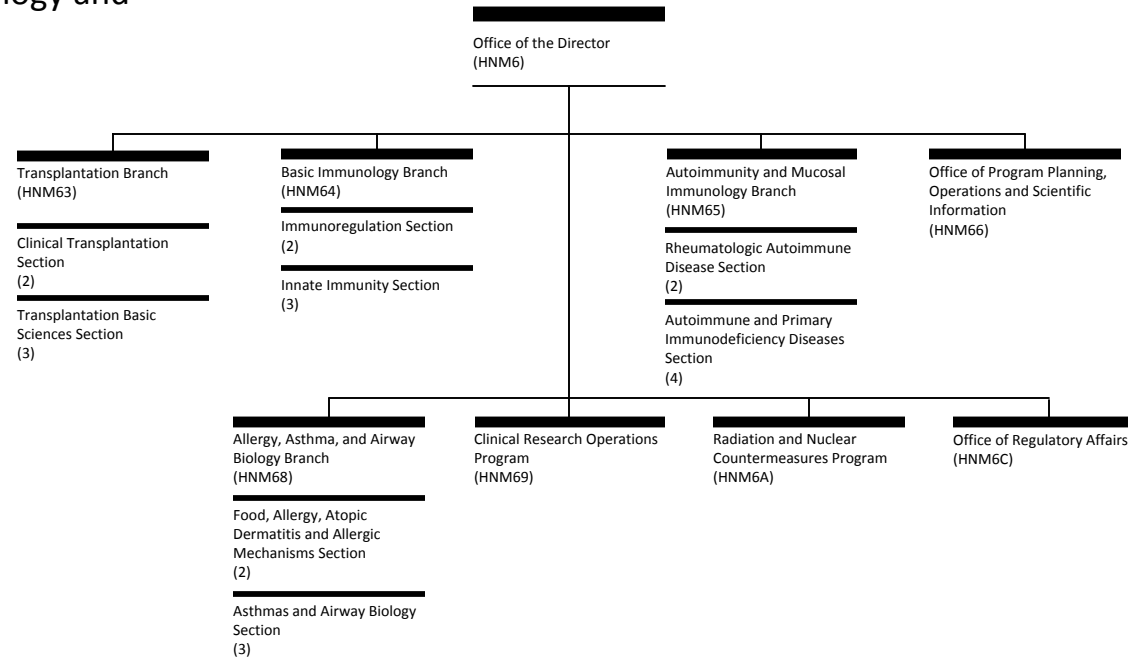 ology and
Office of the Director
(HNM6)
Transplantation Branch
(HNM63)
Clinical Transplantation
Section
(2)
Transplantation Basic
Sciences Section
(3)
Basic Immunology Branch
(HNM64)
Immunoregulation Section
(2)
Innate Immunity Section
(3)
Autoimmunity and Mucosal
Immunology Branch
(HNM65)
Rheumatologic Autoimmune
Disease Section
(2)
Autoimmune and Primary
Immunodeficiency Diseases
Section
(4)
Office of Program Planning,
Operations and Scientific
Information
(HNM66)
Allergy, Asthma, and Airway
Biology Branch
(HNM68)
Food, Allergy, Atopic
Dermatitis and Allergic
Mechanisms Section
(2)
Asthmas and Airway Biology
Section
(3)
Clinical Research Operations
Program
(HNM69)
Radiation and Nuclear
Countermeasures Program
(HNM6A)
Office of Regulatory Affairs
(HNM6C)